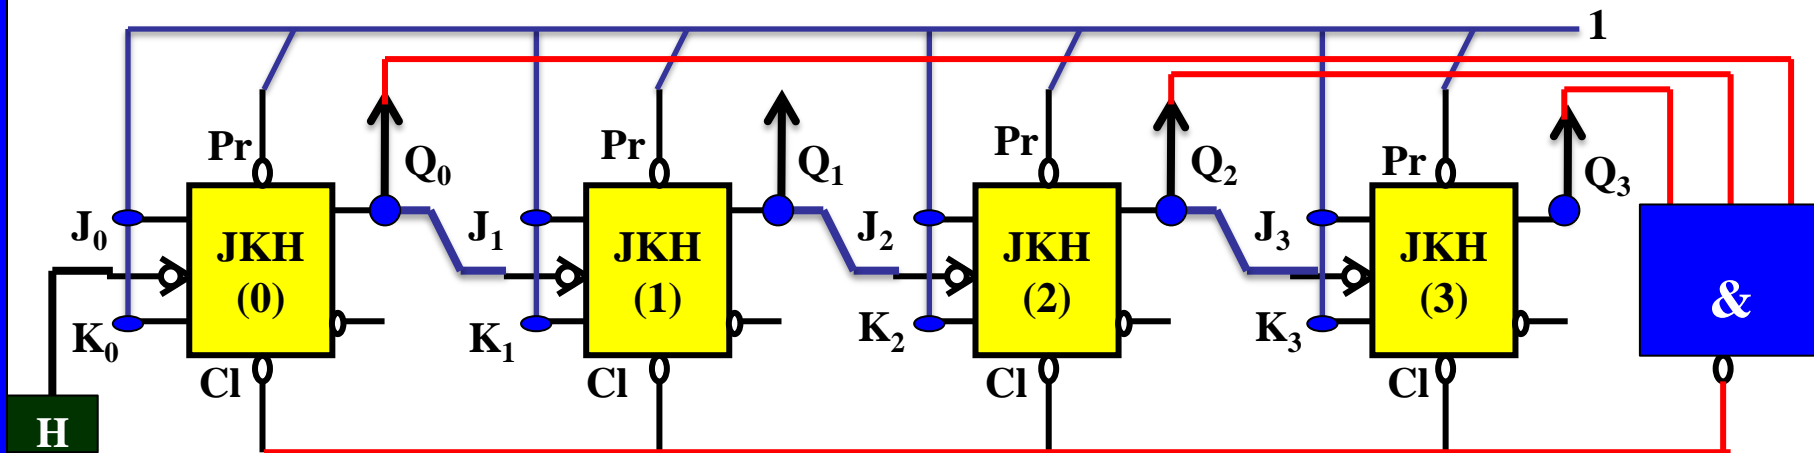 1
Pr Pr Pr Pr
Q₀ Q₁ Q₂ Q₃
J₀ J₁ J₂ J₃
JKH JKH JKH JKH
(0) (1) (2) (3) &
K₀ K₁ K₂ K₃
Cl Cl Cl Cl
H